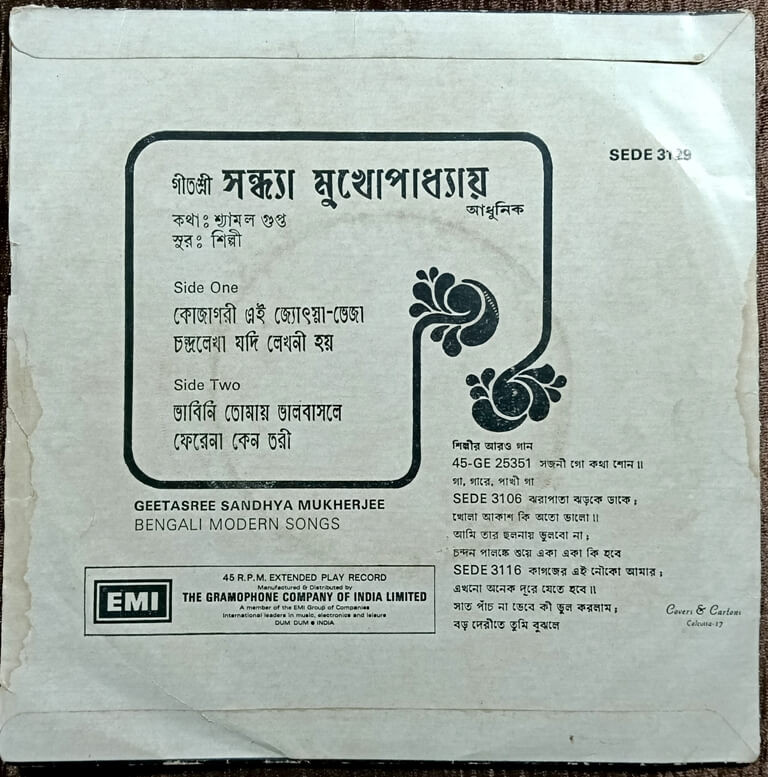 SEDE 3129
গীতশ্রী সন্ধ্যা মুখোপাধ্যায়
আধুনিক
কথা: শ্যামল গুপ্ত
সুর: শিল্পী
Side One
কোজাগরী এই জ্যোৎস্না-ভেজা
চন্দ্রলেখা যদি লেখনী হয়
Side Two
ভাবিনি তোমায় ভালবাসলে
ফেরেনা কেন তরী
GEETASREE SANDHYA MUKHERJEE
BENGALI MODERN SONGS
শিল্পীর আরও গান
45-GE 25351 সজনী গো কথা শোন॥
গা, গারে, পাখী গা
SEDE 3106 ঝরাপাতা ঝড়কে ডাকে;
খোলা আকাশ কি অতো ভালো॥
আমি তার ছলনায় ভুলবো না;
চন্দন পালঙ্কে শুয়ে একা একা কি হবে
SEDE 3116 কাগজের এই নৌকো আমার;
এখনো অনেক দূরে যেতে হবে॥
সাত পাঁচ না ভেবে কী ভুল করলাম;
বড় দেরীতে তুমি বুঝলে
EMI
45 R.P.M. EXTENDED PLAY RECORD
Manufactured & Distributed by
THE GRAMOPHONE COMPANY OF INDIA LIMITED
A member of the EMI Group of Companies
International leaders in music, electronics and leisure
DUM DUM ● INDIA
Covers & Cartons
Calcutta-17